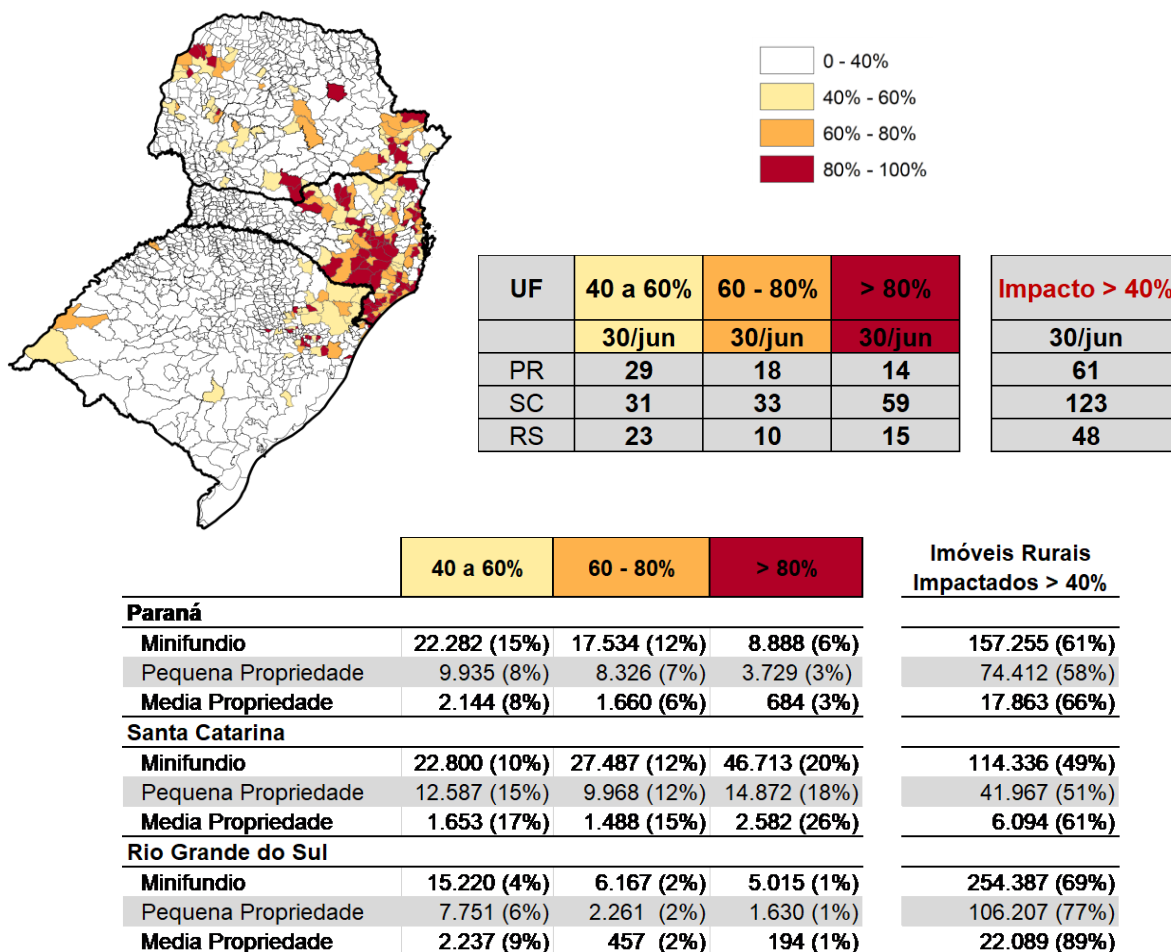 0 - 40%
40% - 60%
60% - 80%
80% - 100%
UF 40 a 60% 60 - 80% > 80% Impacto > 40%
30/jun 30/jun 30/jun 30/jun
PR 29 18 14 61
SC 31 33 59 123
RS 23 10 15 48
40 a 60% 60 - 80% > 80% Imóveis Rurais
Impactados > 40%
Paraná
Minifundio 22.282 (15%) 17.534 (12%) 8.888 (6%) 157.255 (61%)
Pequena Propriedade 9.935 (8%) 8.326 (7%) 3.729 (3%) 74.412 (58%)
Media Propriedade 2.144 (8%) 1.660 (6%) 684 (3%) 17.863 (66%)
Santa Catarina
Minifundio 22.800 (10%) 27.487 (12%) 46.713 (20%) 114.336 (49%)
Pequena Propriedade 12.587 (15%) 9.968 (12%) 14.872 (18%) 41.967 (51%)
Media Propriedade 1.653 (17%) 1.488 (15%) 2.582 (26%) 6.094 (61%)
Rio Grande do Sul
Minifundio 15.220 (4%) 6.167 (2%) 5.015 (1%) 254.387 (69%)
Pequena Propriedade 7.751 (6%) 2.261 (2%) 1.630 (1%) 106.207 (77%)
Media Propriedade 2.237 (9%) 457 (2%) 194 (1%) 22.089 (89%)